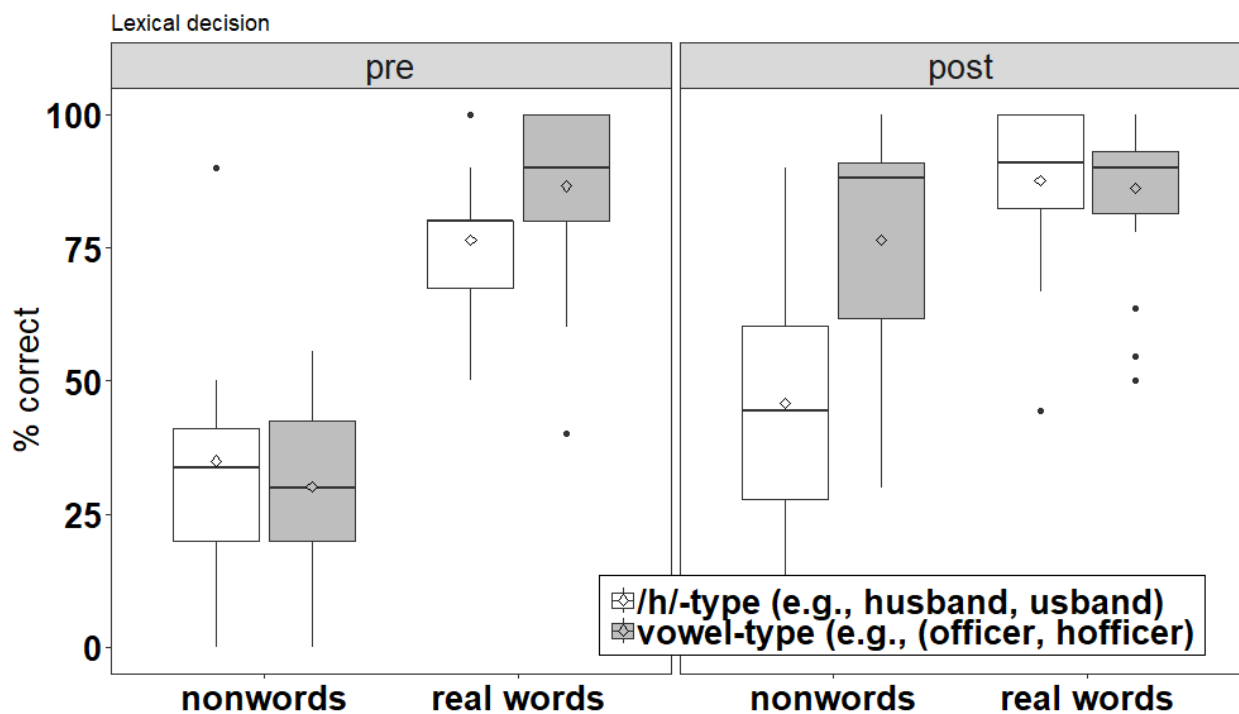 Lexical decision
pre
post
% correct
100
75
50
25
0
/h/-type (e.g., husband, usband)
vowel-type (e.g., (officer, hofficer)
nonwords
real words
nonwords
real words